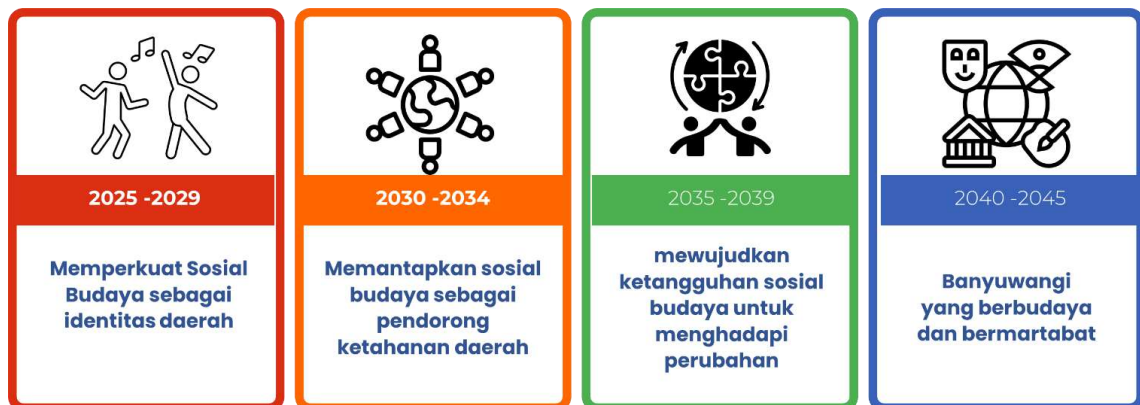 2025 -2029
Memperkuat Sosial
Budaya sebagai
identitas daerah
2030 -2034
Memantapkan sosial
budaya sebagai
pendorong
ketahanan daerah
2035 -2039
mewujudkan
ketangguhan sosial
budaya untuk
menghadapi
perubahan
2040 -2045
Banyuwangi
yang berbudaya
dan bermartabat